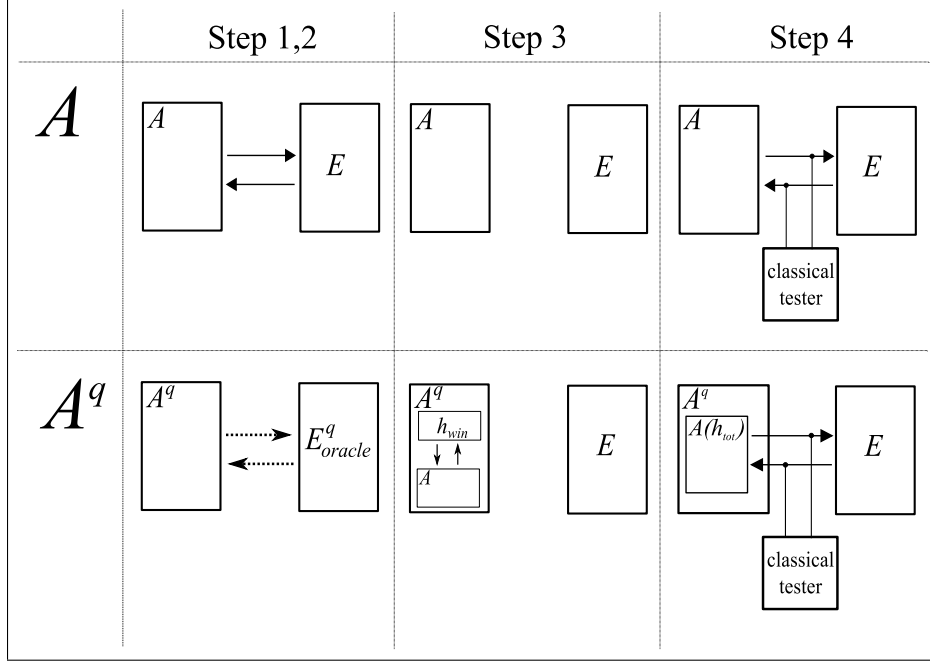 Step 1,2 Step 3 Step 4
A
A E A E A E
classical
tester
A^q
A^q E^q_oracle A^q h_win A E A^q A(h_tot) E
classical
tester